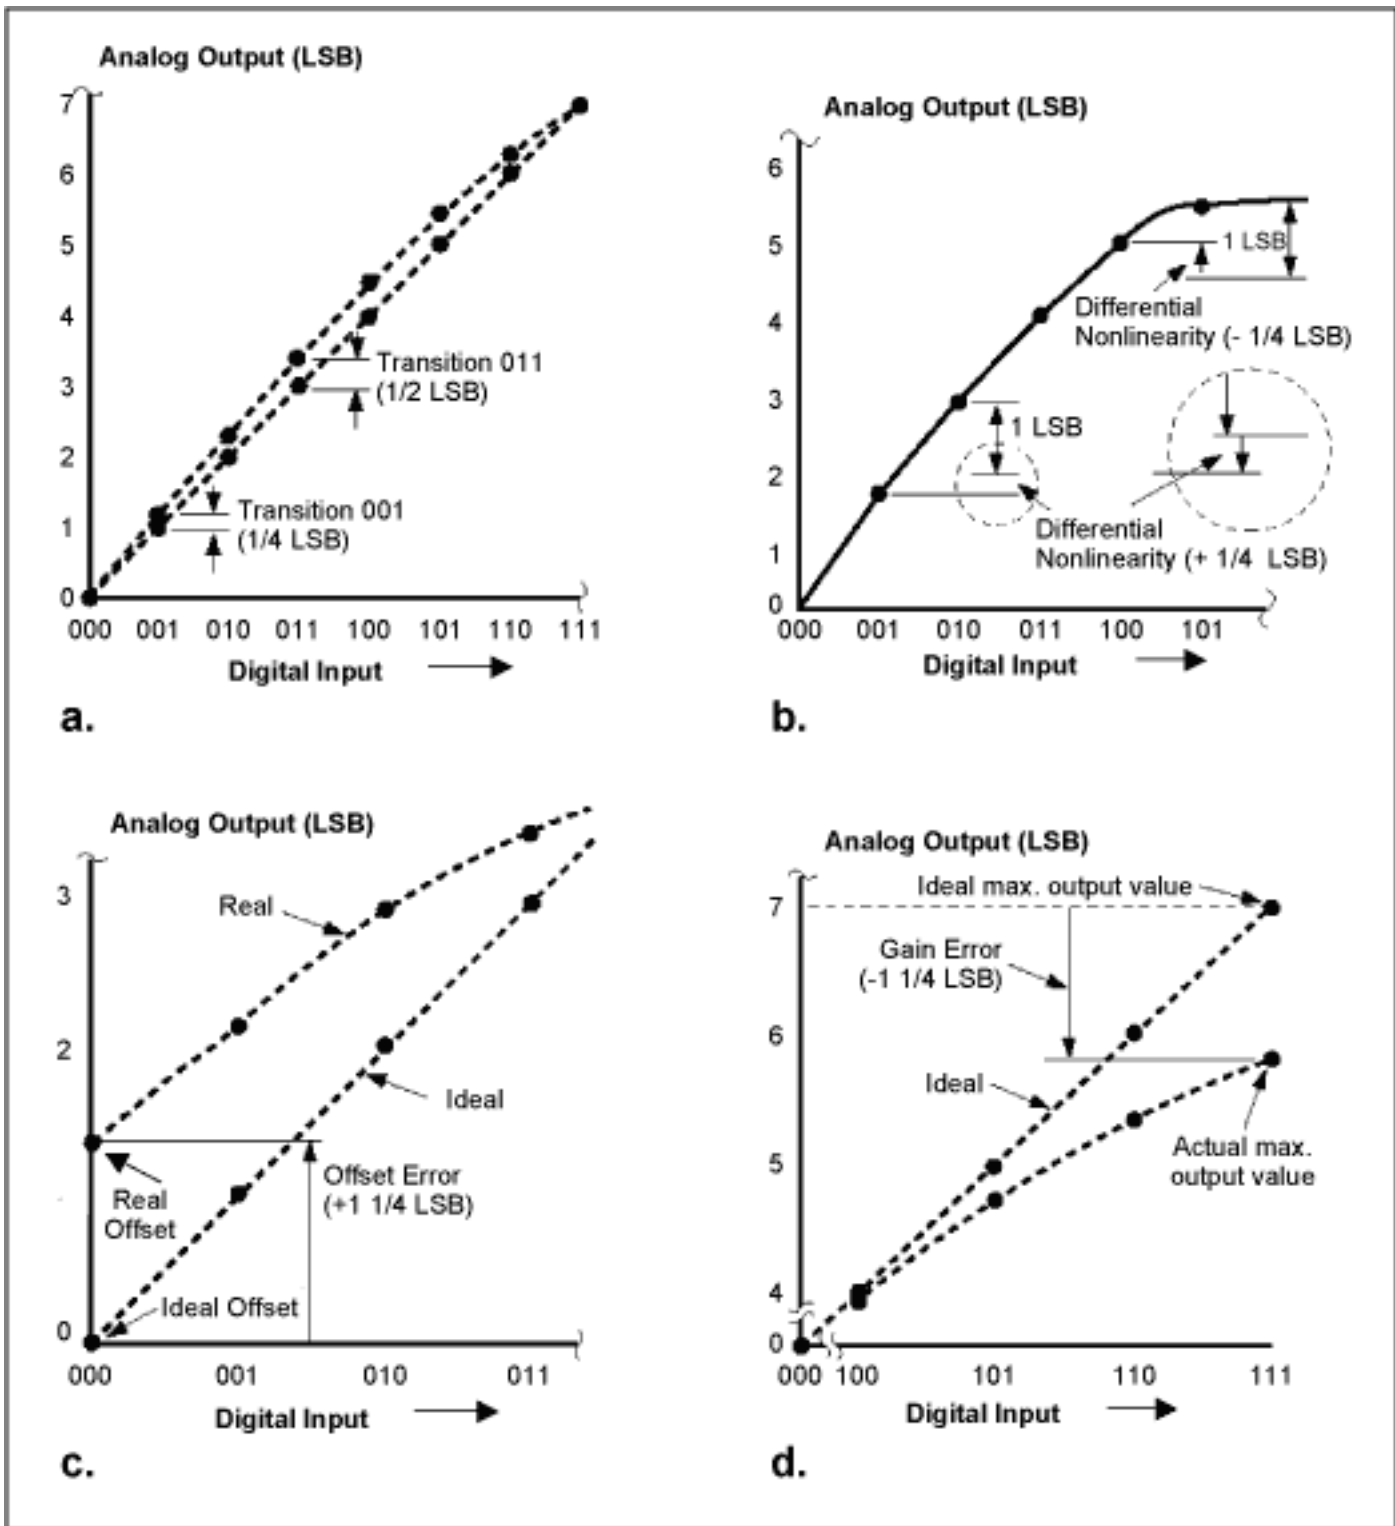 Analog Output (LSB)
7
6
5
4
3
2
1
0
Transition 011
(1/2 LSB)
Transition 001
(1/4 LSB)
000 001 010 011 100 101 110 111
Digital Input
a.
Analog Output (LSB)
6
5
4
3
2
1
0
1 LSB
Differential
Nonlinearity (- 1/4 LSB)
1 LSB
Differential
Nonlinearity (+ 1/4 LSB)
000 001 010 011 100 101
Digital Input
b.
Analog Output (LSB)
3
2
0
Real
Ideal
Offset Error
(+1 1/4 LSB)
Real
Offset
Ideal Offset
000 001 010 011
Digital Input
c.
Analog Output (LSB)
Ideal max. output value
7
6
5
4
0
Gain Error
(-1 1/4 LSB)
Ideal
Actual max.
output value
000 100 101 110 111
Digital Input
d.